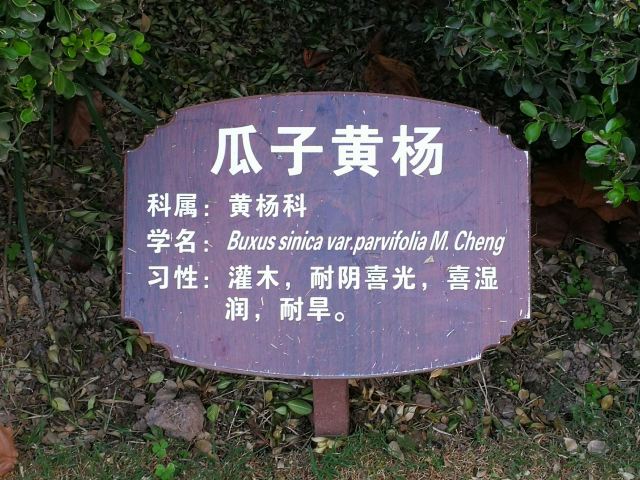 瓜子黄杨
科属：黄杨科
学名：Buxus sinica var.parvifolia M. Cheng
习性：灌木，耐阴喜光，喜湿
润，耐旱。